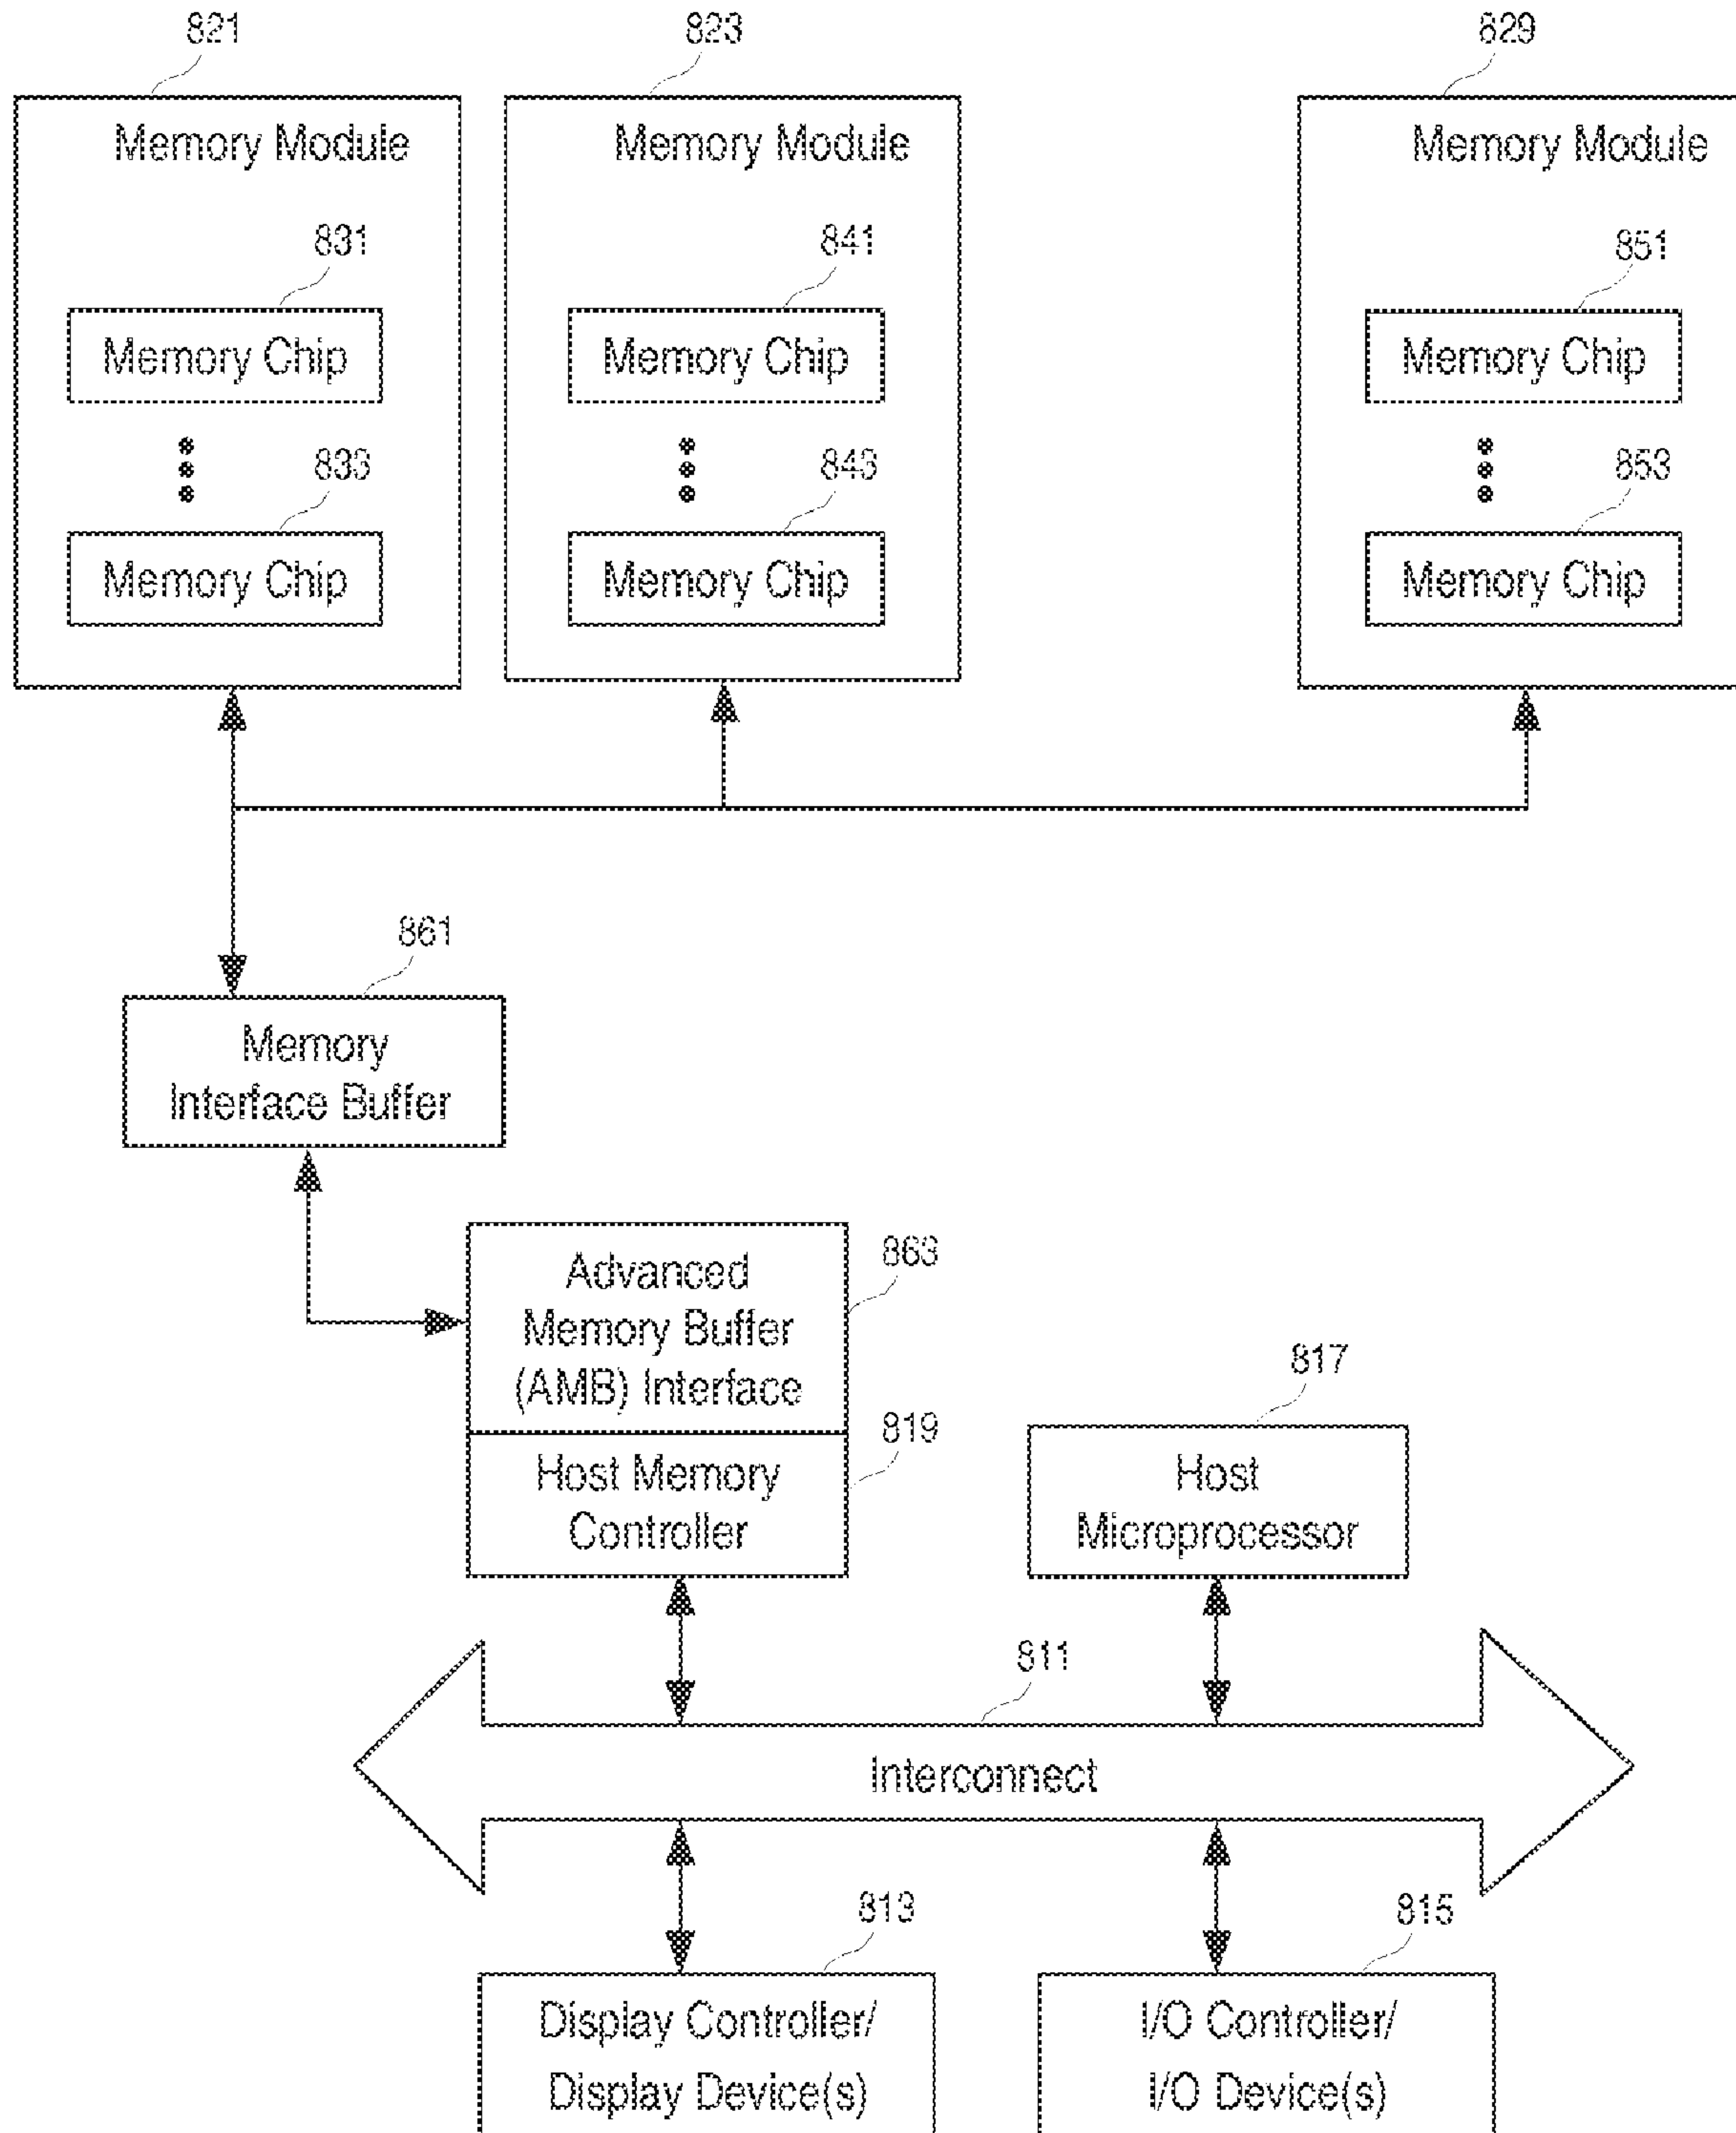 821
823
829
Memory Module
Memory Module
Memory Module
831
841
851
Memory Chip
Memory Chip
Memory Chip
833
843
853
Memory Chip
Memory Chip
Memory Chip
861
Memory
Interface Buffer
863
Advanced
Memory Buffer
(AMB) Interface
817
819
Host Memory
Controller
Host
Microprocessor
811
Interconnect
813
815
Display Controller/
Display Device(s)
I/O Controller/
I/O Device(s)